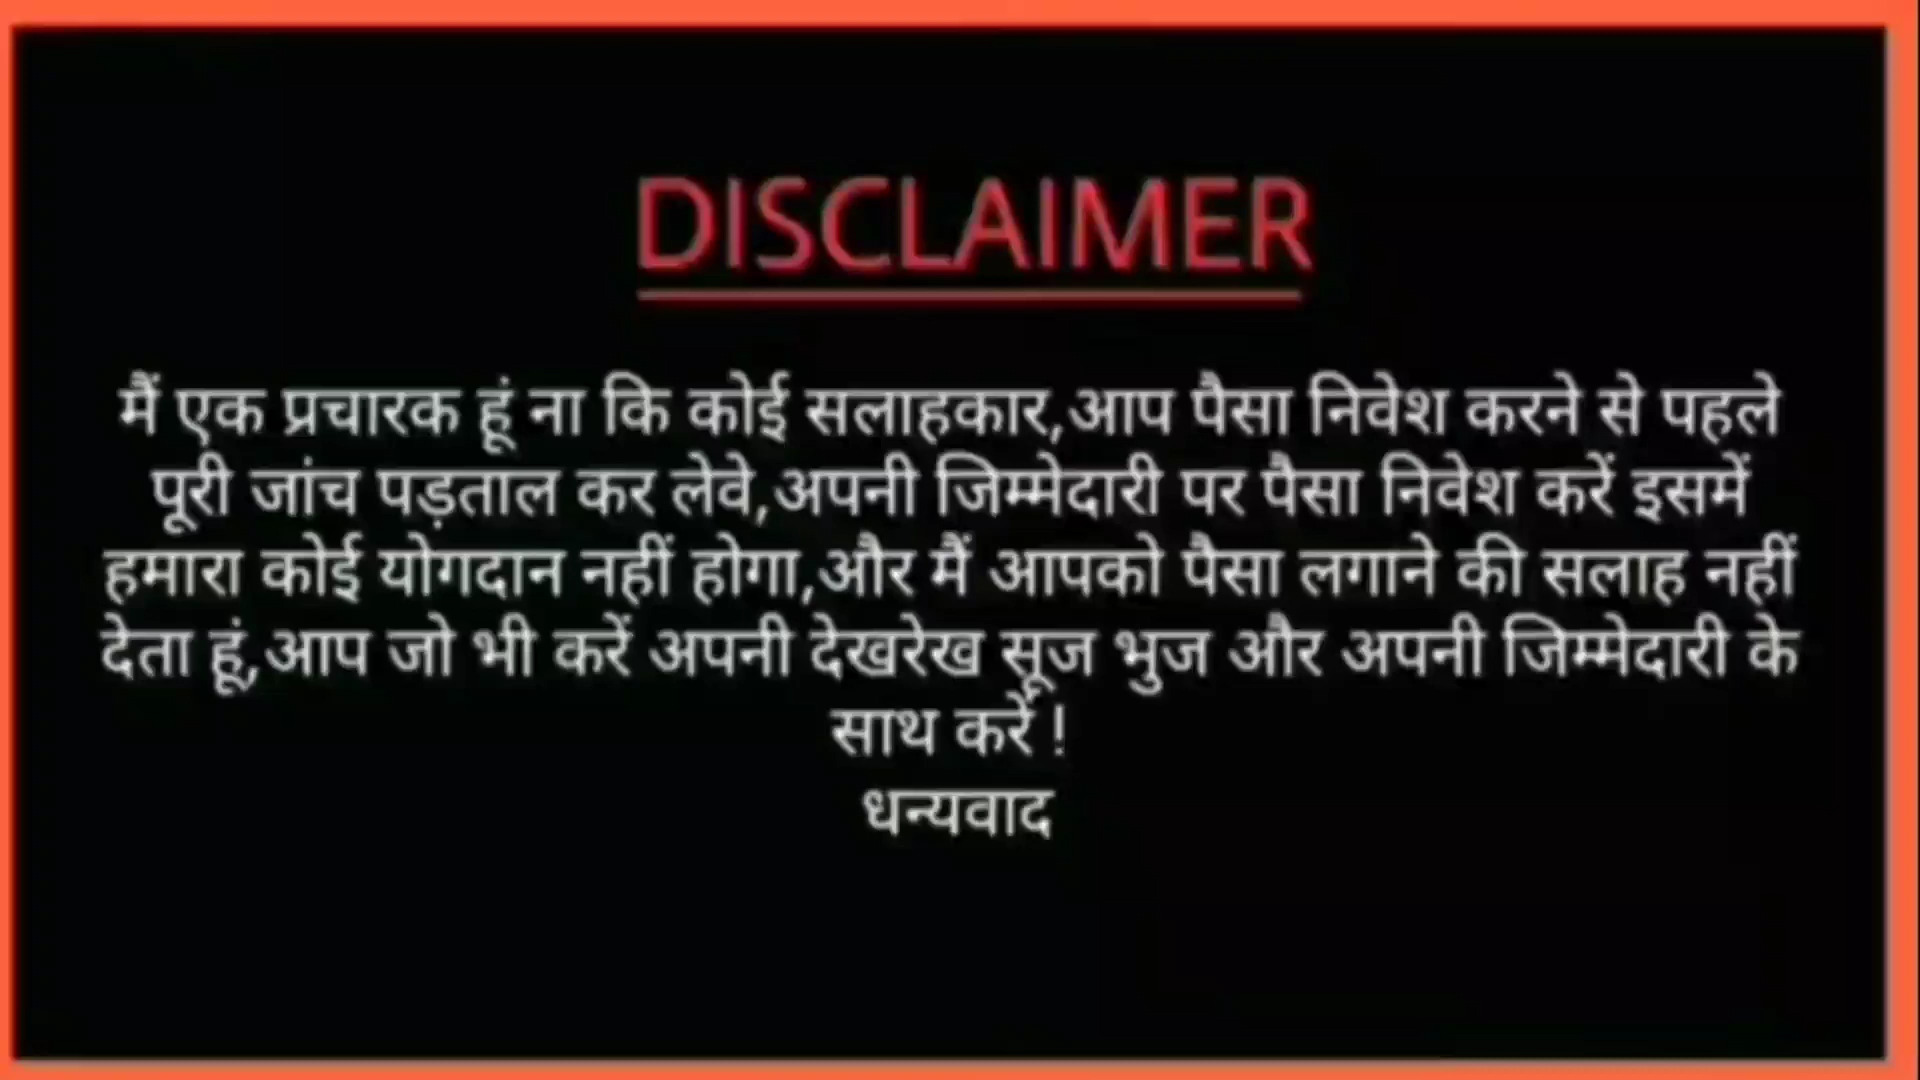 DISCLAIMER
मैं एक प्रचारक हूं ना कि कोई सलाहकार,आप पैसा निवेश करने से पहले
पूरी जांच पड़ताल कर लेवे,अपनी जिम्मेदारी पर पैसा निवेश करें इसमें
हमारा कोई योगदान नहीं होगा,और मैं आपको पैसा लगाने की सलाह नहीं
देता हूं,आप जो भी करें अपनी देखरेख सूज भुज और अपनी जिम्मेदारी के
साथ करें !
धन्यवाद